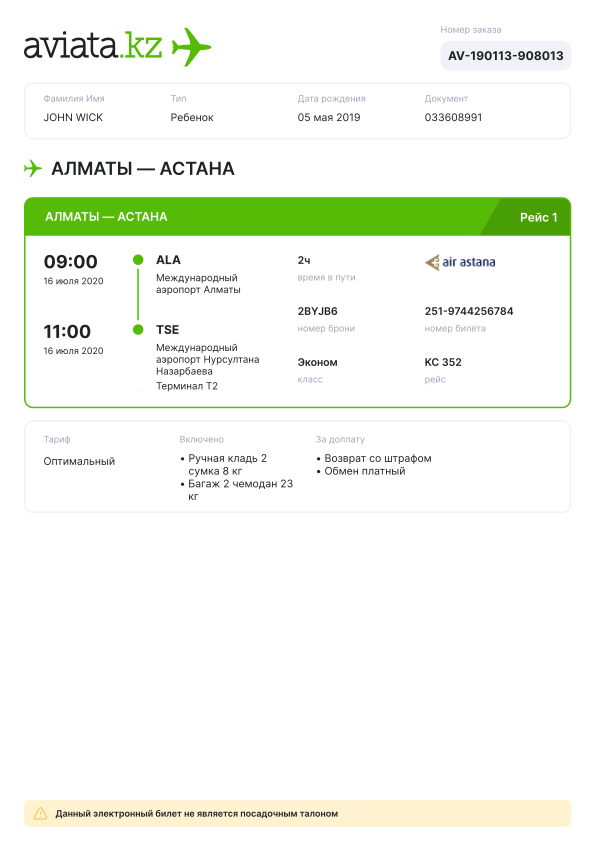 aviata.kz
Номер заказа
AV-190113-908013
Фамилия Имя
Тип
Дата рождения
Документ
JOHN WICK
Ребенок
05 мая 2019
033608991
АЛМАТЫ — АСТАНА
АЛМАТЫ — АСТАНА
Рейс 1
09:00
16 июля 2020
ALA
Международный
аэропорт Алматы
2ч
время в пути
air astana
11:00
16 июля 2020
TSE
Международный
аэропорт Нурсултана
Назарбаева
Терминал T2
2BYJB6
номер брони
251-9744256784
номер билета
Эконом
класс
KC 352
рейс
Тариф
Оптимальный
Включено
• Ручная кладь 2
сумка 8 кг
• Багаж 2 чемодан 23
кг
За доплату
• Возврат со штрафом
• Обмен платный
Данный электронный билет не является посадочным талоном